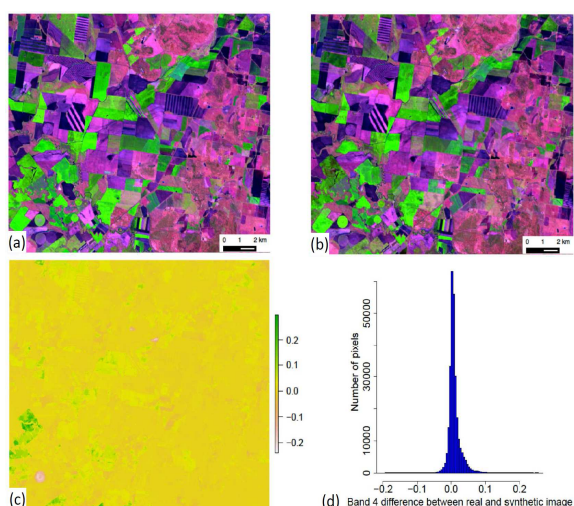 (a)
0 1 2 km
(b)
0 1 2 km
(c)
0.2
0.1
0.0
−0.1
−0.2
Number of pixels
50000
30000
10000
0
−0.2 −0.1 0.0 0.1 0.2
(d) Band 4 difference between real and synthetic image